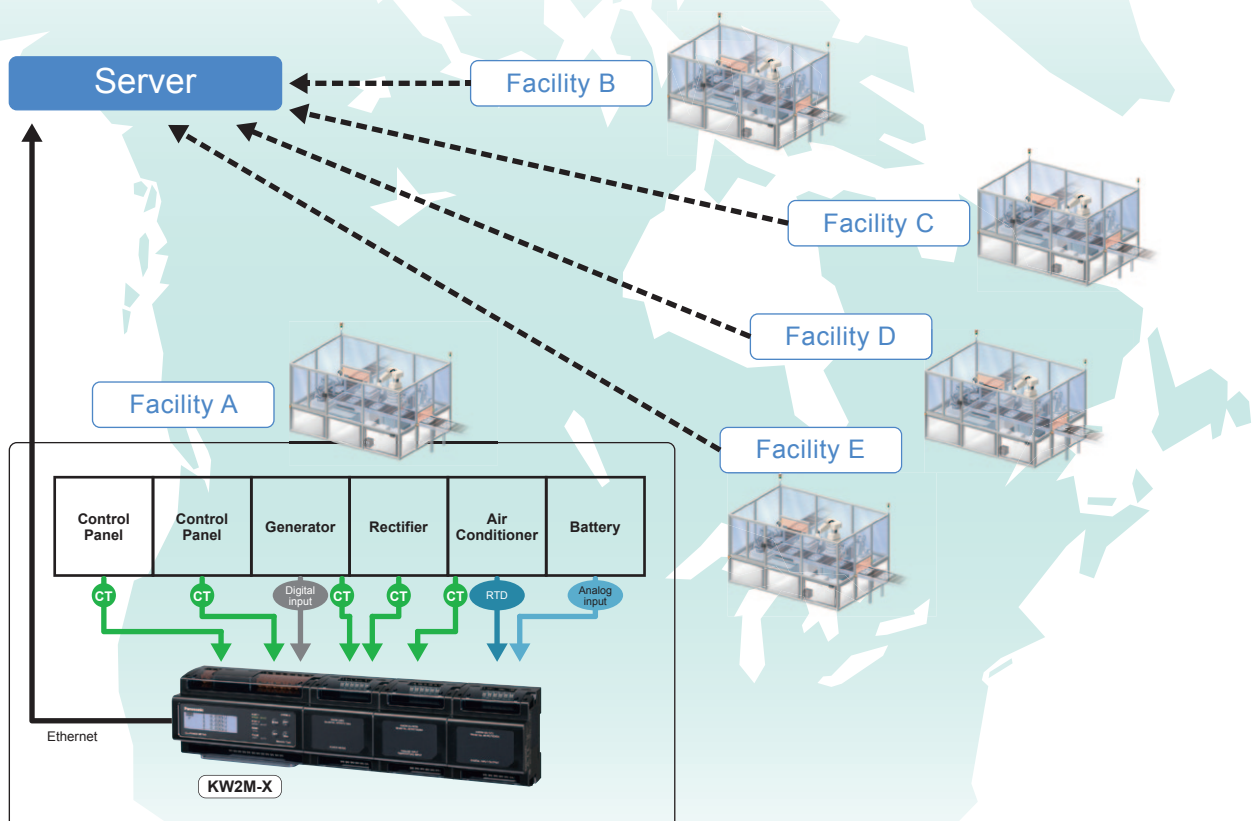 Server
Facility B
Facility C
Facility D
Facility A
Facility E
Control
Panel
Control
Panel
Generator
Rectifier
Air
Conditioner
Battery
CT
CT
Digital
input
CT
CT
CT
RTD
Analog
input
Panasonic
Ethernet
KW2M-X